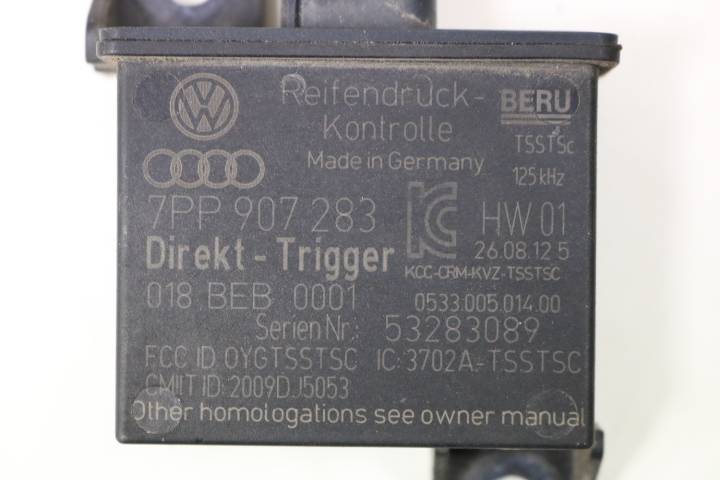 Reifendruck-
Kontrolle
Made in Germany
BERU
TSSTSc
125 kHz
7PP 907 283
HW 01
26.08.12 5
Direkt - Trigger
KCC-CRM-KVZ-TSSTSC
018 BEB 0001
0533.005.014.00
Serien Nr.: 53283089
FCC ID OYGTSSTSC IC:3702A-TSSTSC
CMIIT ID: 2009DJ5053
Other homologations see owner manual